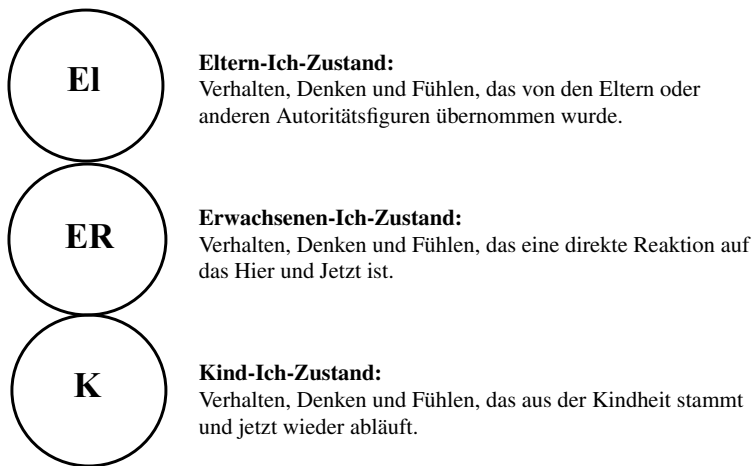 El
Eltern-Ich-Zustand:
Verhalten, Denken und Fühlen, das von den Eltern oder
anderen Autoritätsfiguren übernommen wurde.
ER
Erwachsenen-Ich-Zustand:
Verhalten, Denken und Fühlen, das eine direkte Reaktion auf
das Hier und Jetzt ist.
K
Kind-Ich-Zustand:
Verhalten, Denken und Fühlen, das aus der Kindheit stammt
und jetzt wieder abläuft.